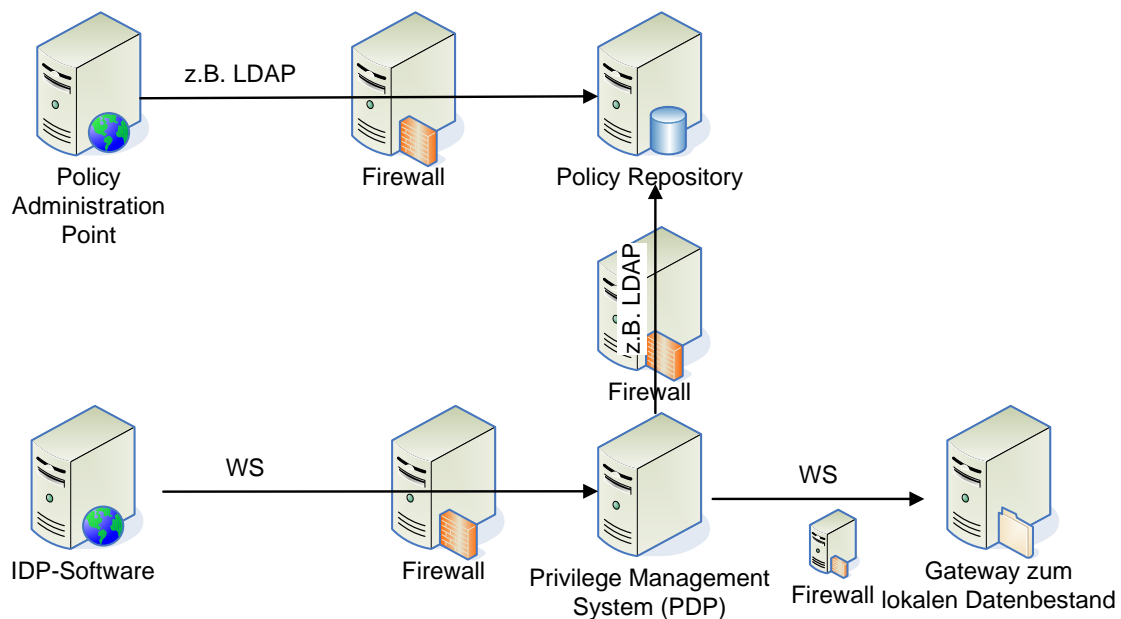 z.B. LDAP
Policy
Administration
Point
Firewall
Policy Repository
z.B. LDAP
Firewall
WS
WS
IDP-Software
Firewall
Privilege Management
System (PDP)
Firewall
Gateway zum
lokalen Datenbestand